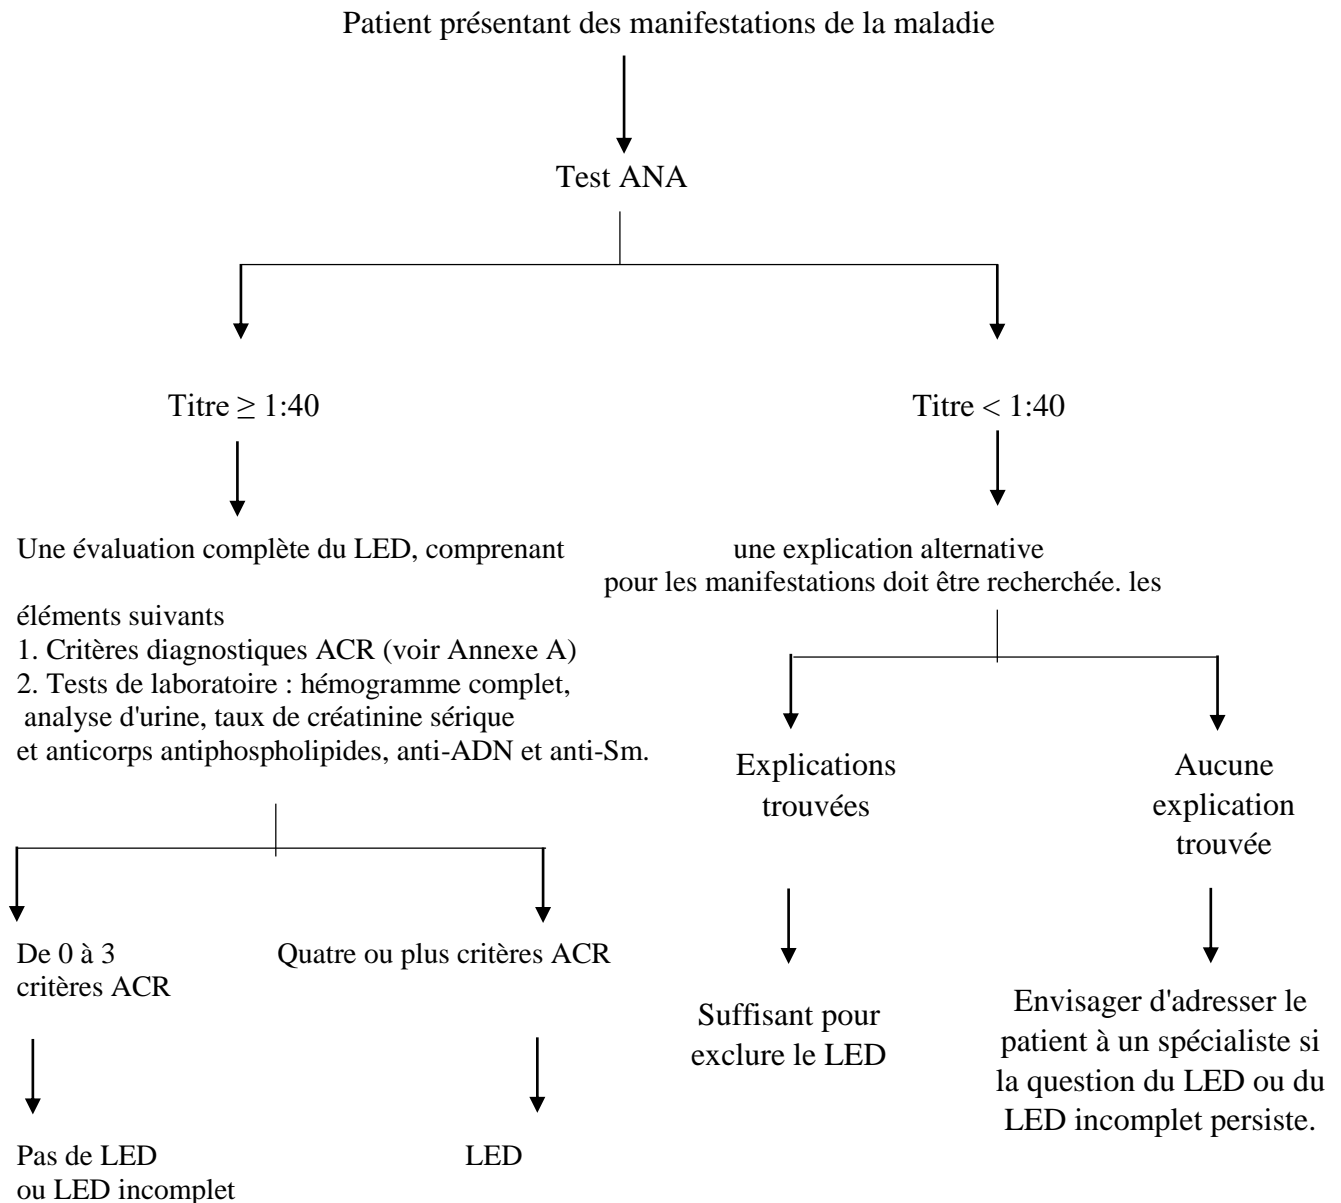 Patient présentant des manifestations de la maladie
Test ANA
Titre ≥ 1:40
Titre < 1:40
Une évaluation complète du LED, comprenant
une explication alternative
pour les manifestations doit être recherchée. les
éléments suivants
1. Critères diagnostiques ACR (voir Annexe A)
2. Tests de laboratoire : hémogramme complet,
analyse d'urine, taux de créatinine sérique
et anticorps antiphospholipides, anti-ADN et anti-Sm.
Explications
trouvées
Aucune
explication
trouvée
De 0 à 3
critères ACR
Quatre ou plus critères ACR
Suffisant pour
exclure le LED
Envisager d'adresser le
patient à un spécialiste si
la question du LED ou du
LED incomplet persiste.
Pas de LED
ou LED incomplet
LED